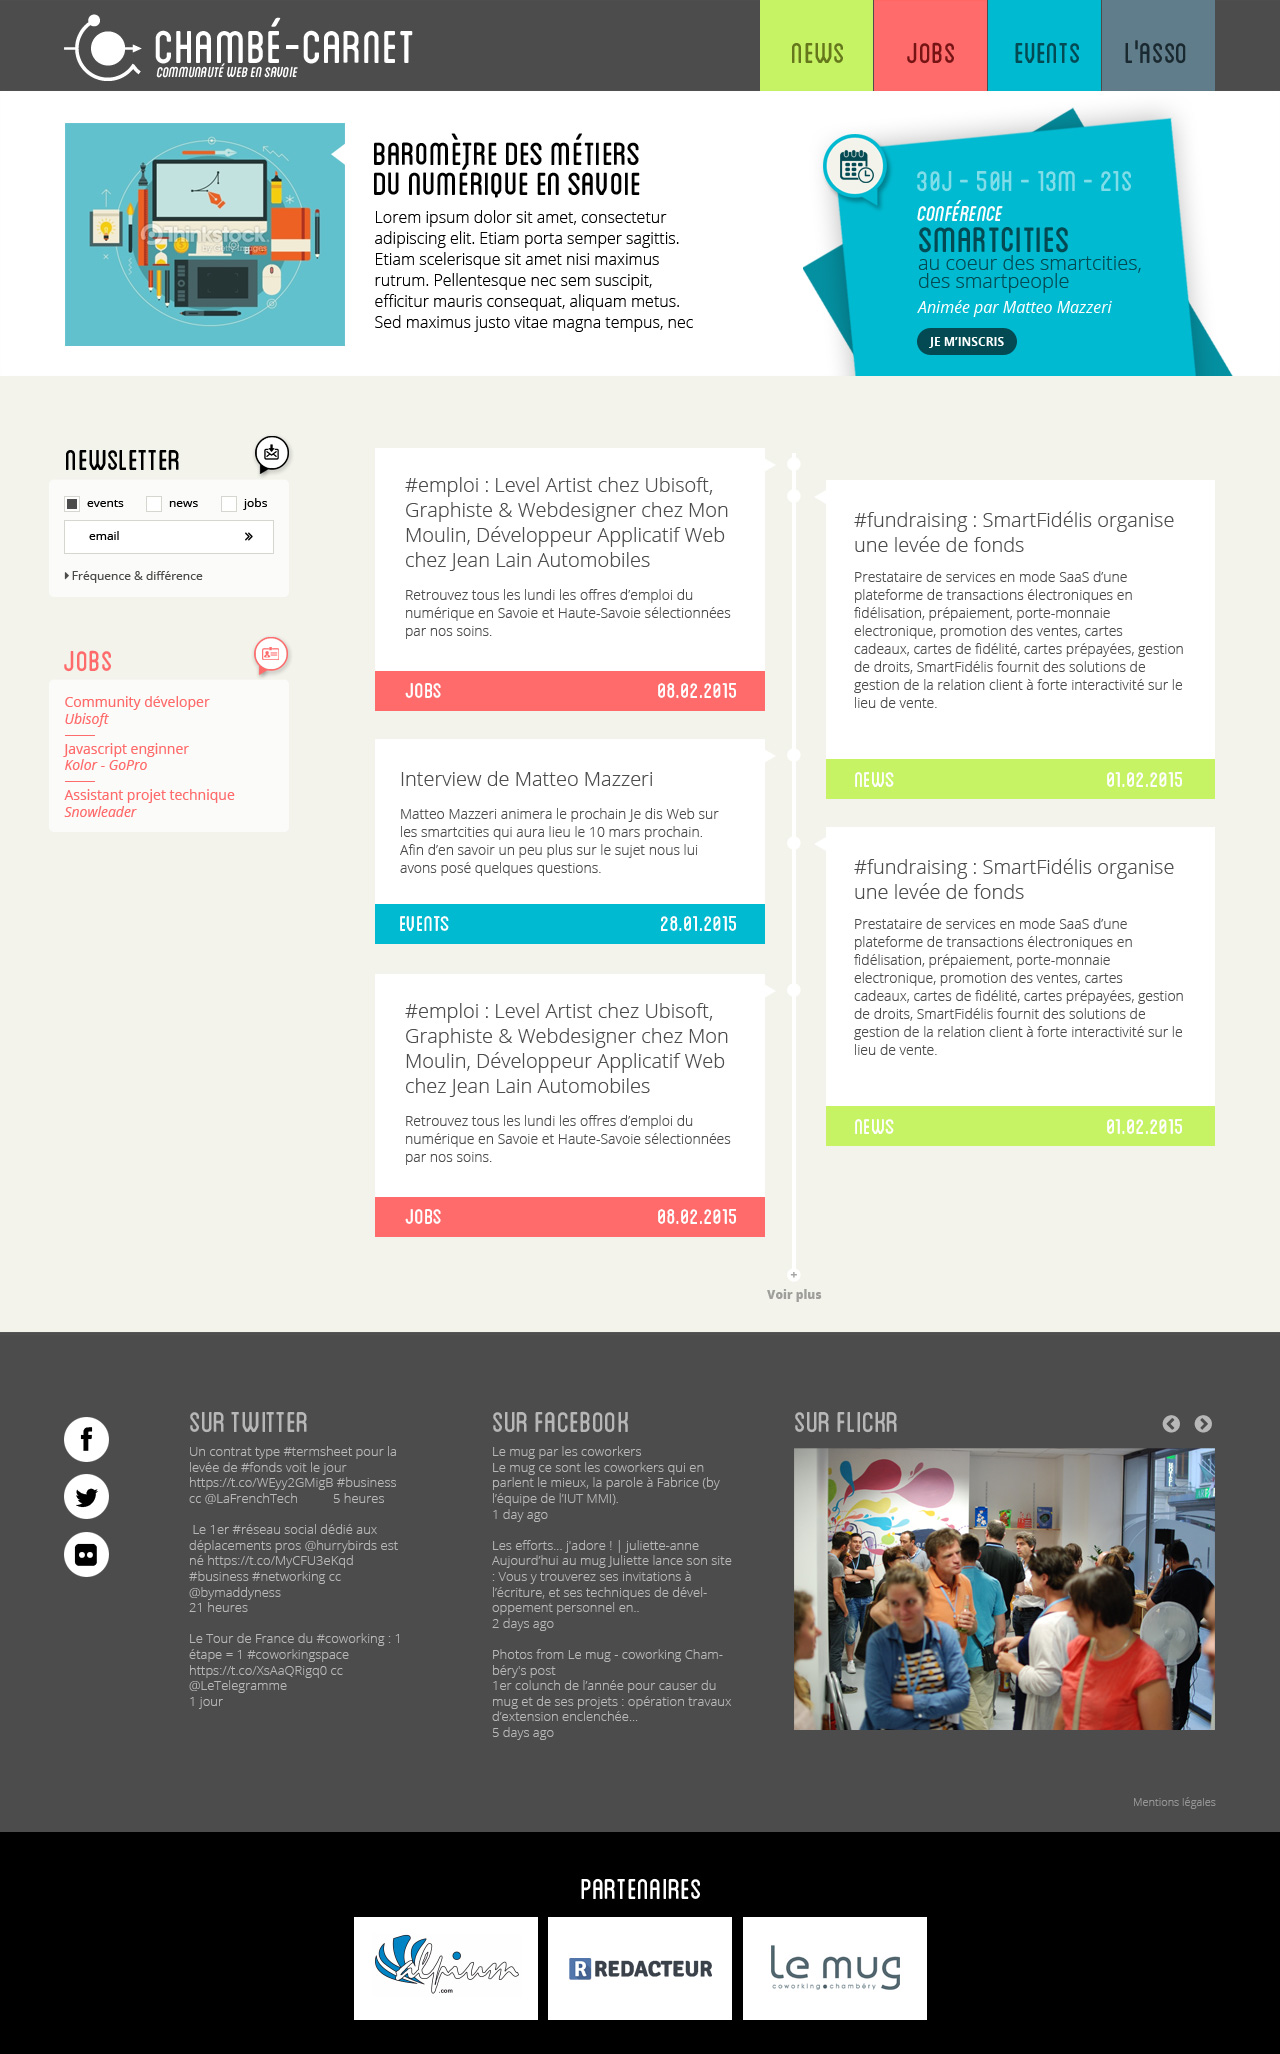 CHAMBÉ-CARNET
COMMUNAUTÉ WEB EN SAVOIE
NEWS
JOBS
EVENTS
L'ASSO
BAROMÈTRE DES MÉTIERS
DU NUMÉRIQUE EN SAVOIE
Lorem ipsum dolor sit amet, consectetur
adipiscing elit. Etiam porta semper sagittis.
Etiam scelerisque sit amet nisi maximus
rutrum. Pellentesque nec sem suscipit,
efficitur mauris consequat, aliquam metus.
Sed maximus justo vitae magna tempus, nec
Thinkstock
30J - 50H - 13M - 21S
CONFÉRENCE
SMARTCITIES
au coeur des smartcities,
des smartpeople
Animée par Matteo Mazzeri
JE M’INSCRIS
NEWSLETTER
events
news
jobs
email
Fréquence & différence
JOBS
Community déveloper
Ubisoft
Javascript enginner
Kolor - GoPro
Assistant projet technique
Snowleader
#emploi : Level Artist chez Ubisoft,
Graphiste & Webdesigner chez Mon
Moulin, Développeur Applicatif Web
chez Jean Lain Automobiles
Retrouvez tous les lundi les offres d’emploi du
numérique en Savoie et Haute-Savoie sélectionnées
par nos soins.
JOBS 08.02.2015
#fundraising : SmartFidélis organise
une levée de fonds
Prestataire de services en mode SaaS d’une
plateforme de transactions électroniques en
fidélisation, prépaiement, porte-monnaie
electronique, promotion des ventes, cartes
cadeaux, cartes de fidélité, cartes prépayées, gestion
de droits, SmartFidélis fournit des solutions de
gestion de la relation client à forte interactivité sur le
lieu de vente.
NEWS 01.02.2015
Interview de Matteo Mazzeri
Matteo Mazzeri animera le prochain Je dis Web sur
les smartcities qui aura lieu le 10 mars prochain.
Afin d’en savoir un peu plus sur le sujet nous lui
avons posé quelques questions.
EVENTS 28.01.2015
#fundraising : SmartFidélis organise
une levée de fonds
Prestataire de services en mode SaaS d’une
plateforme de transactions électroniques en
fidélisation, prépaiement, porte-monnaie
electronique, promotion des ventes, cartes
cadeaux, cartes de fidélité, cartes prépayées, gestion
de droits, SmartFidélis fournit des solutions de
gestion de la relation client à forte interactivité sur le
lieu de vente.
NEWS 01.02.2015
#emploi : Level Artist chez Ubisoft,
Graphiste & Webdesigner chez Mon
Moulin, Développeur Applicatif Web
chez Jean Lain Automobiles
Retrouvez tous les lundi les offres d’emploi du
numérique en Savoie et Haute-Savoie sélectionnées
par nos soins.
JOBS 08.02.2015
+
Voir plus
SUR TWITTER
Un contrat type #termsheet pour la
levée de #fonds voit le jour
https://t.co/WEyy2GMigB #business
cc @LaFrenchTech 5 heures
Le 1er #réseau social dédié aux
déplacements pros @hurrybirds est
né https://t.co/MyCFU3eKqd
#business #networking cc
@bymaddyness
21 heures
Le Tour de France du #coworking : 1
étape = 1 #coworkingspace
https://t.co/XsAaQRigq0 cc
@LeTelegramme
1 jour
SUR FACEBOOK
Le mug par les coworkers
Le mug ce sont les coworkers qui en
parlent le mieux, la parole à Fabrice (by
l’équipe de l’IUT MMI).
1 day ago
Les efforts... j’adore ! | juliette-anne
Aujourd’hui au mug Juliette lance son site
: Vous y trouverez ses invitations à
l’écriture, et ses techniques de dével-
oppement personnel en..
2 days ago
Photos from Le mug - coworking Cham-
béry's post
1er colunch de l’année pour causer du
mug et de ses projets : opération travaux
d’extension enclenchée...
5 days ago
SUR FLICKR
Mentions légales
PARTENAIRES
alpium
.com
R REDACTEUR
Le mug
coworking chambéry